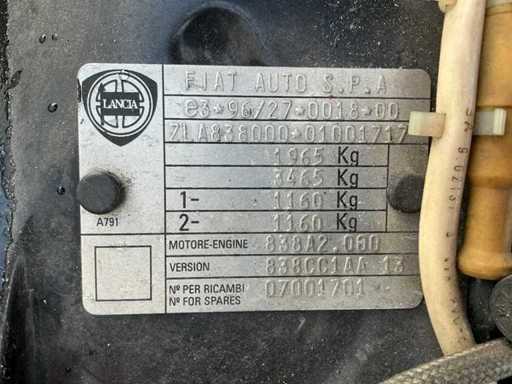 FIAT AUTO S.P.A
LANCIA
e3*96/27*0018*00
ZLA838000*01001717
1965 Kg
3465 Kg
1- 1160 Kg
2- 1160 Kg
A791
MOTORE-ENGINE 838A2.000
VERSION 838CC1AA 13
Nº PER RICAMBI
Nº FOR SPARES 07001701